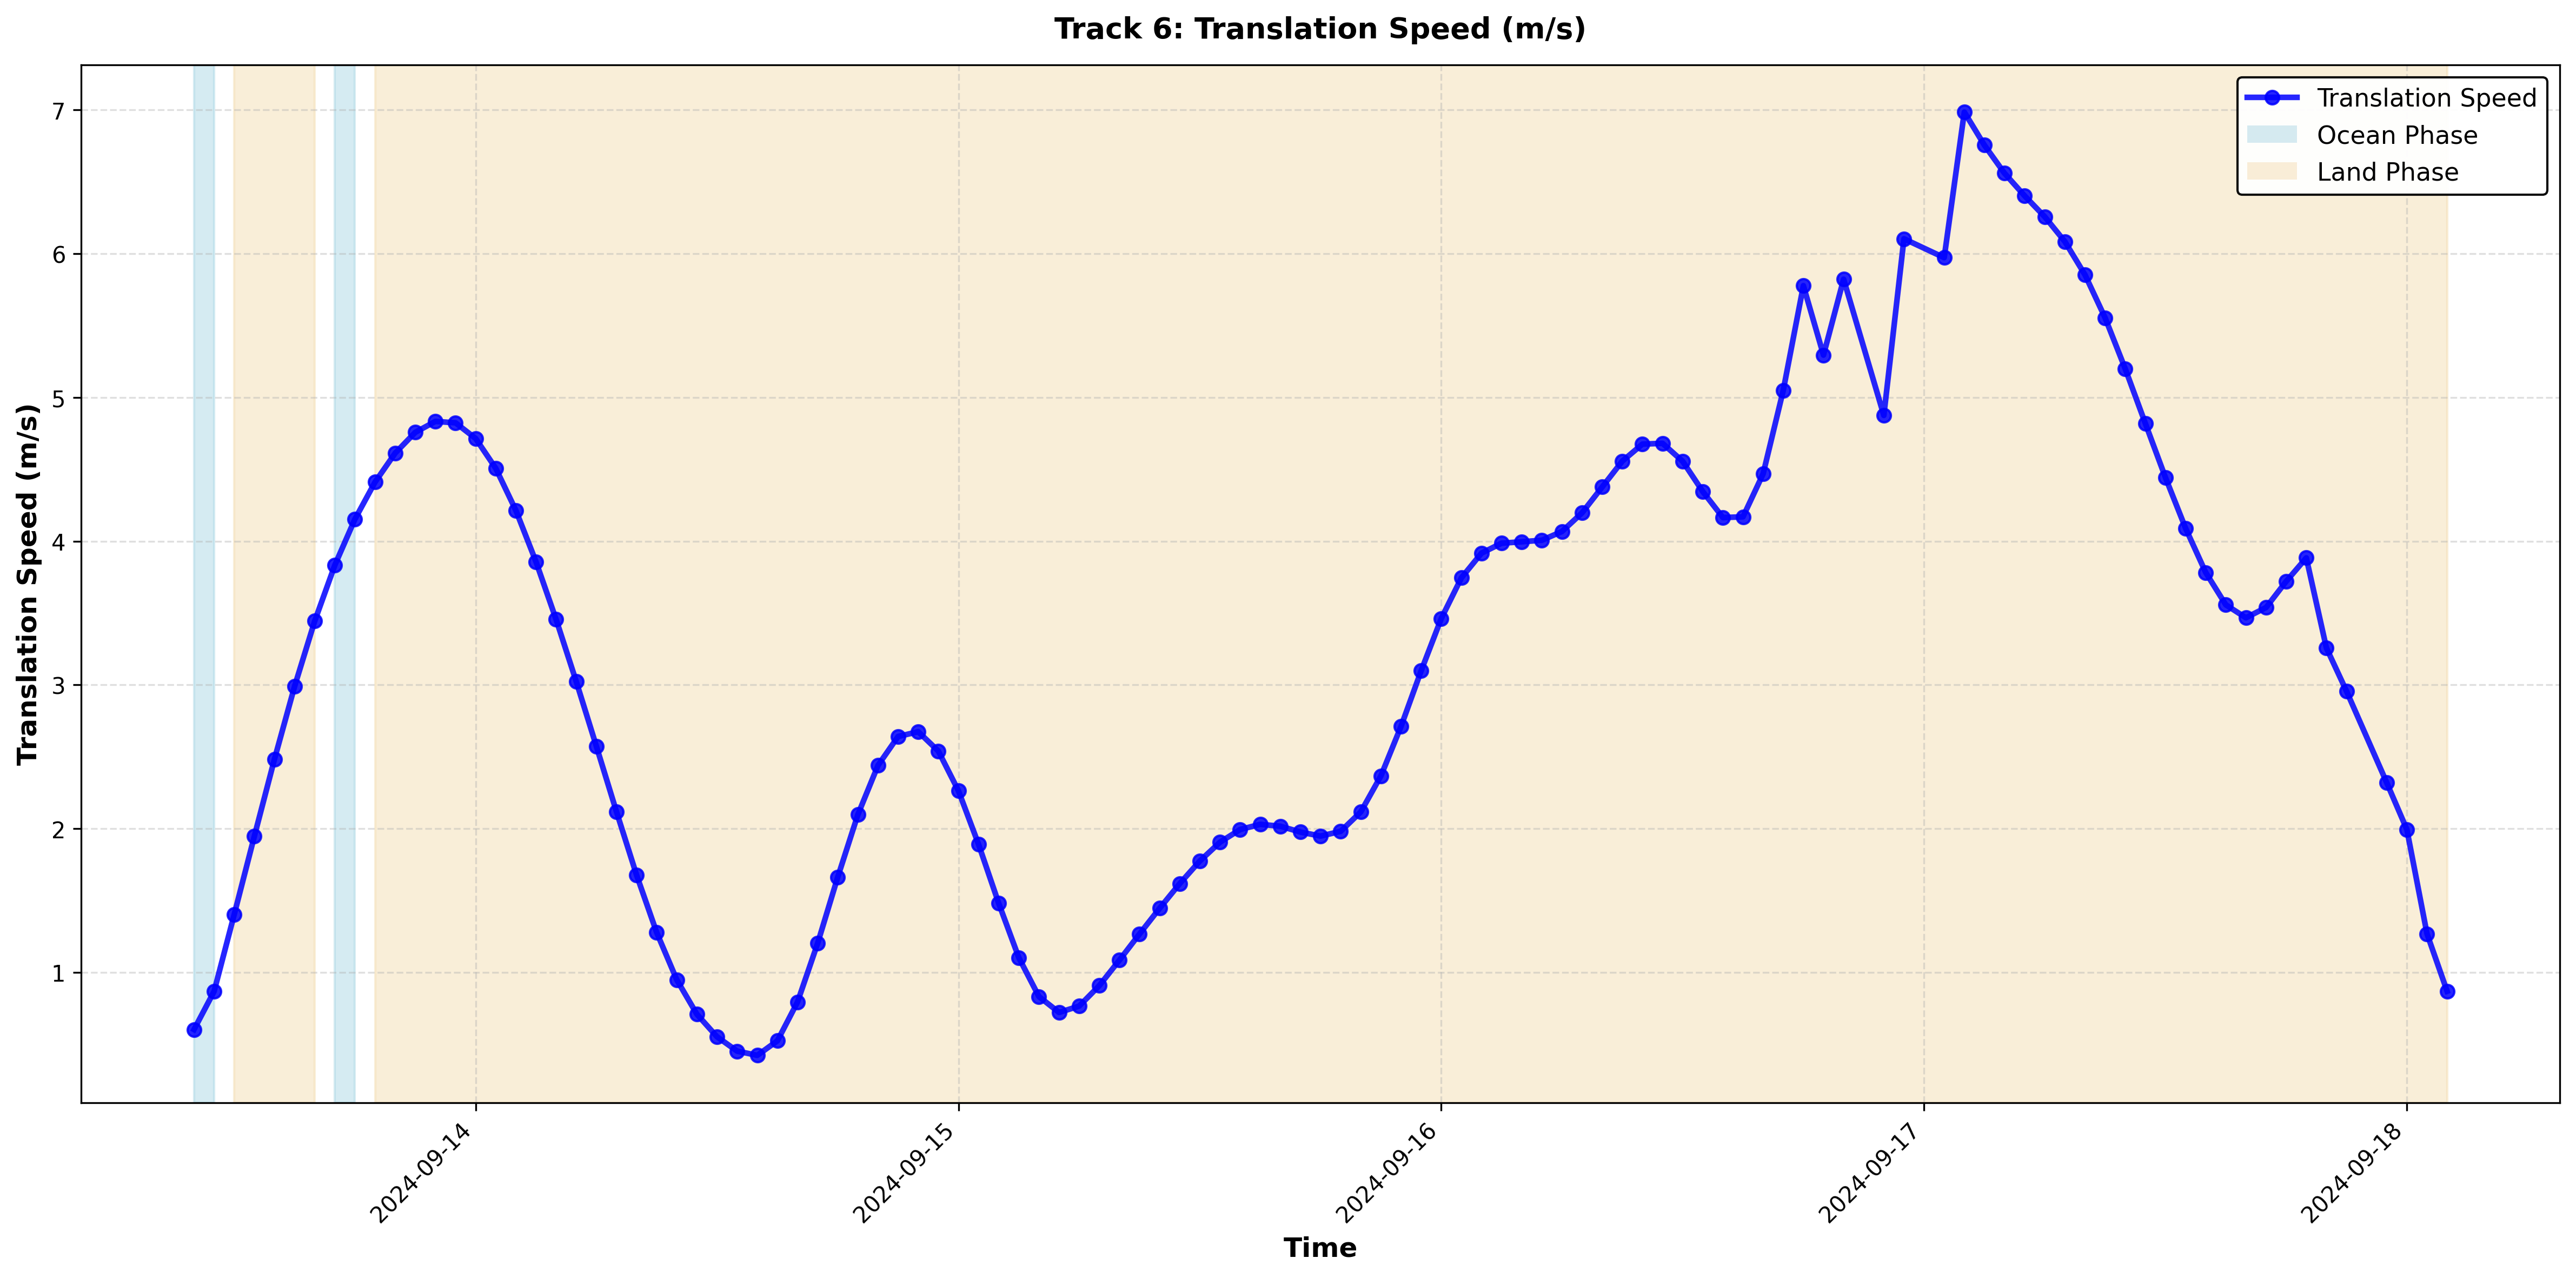 Track 6: Translation Speed (m/s)
Translation Speed
Ocean Phase
Land Phase
Translation Speed (m/s)
7
6
5
4
3
2
1
2024-09-14
2024-09-15
2024-09-16
2024-09-17
2024-09-18
Time